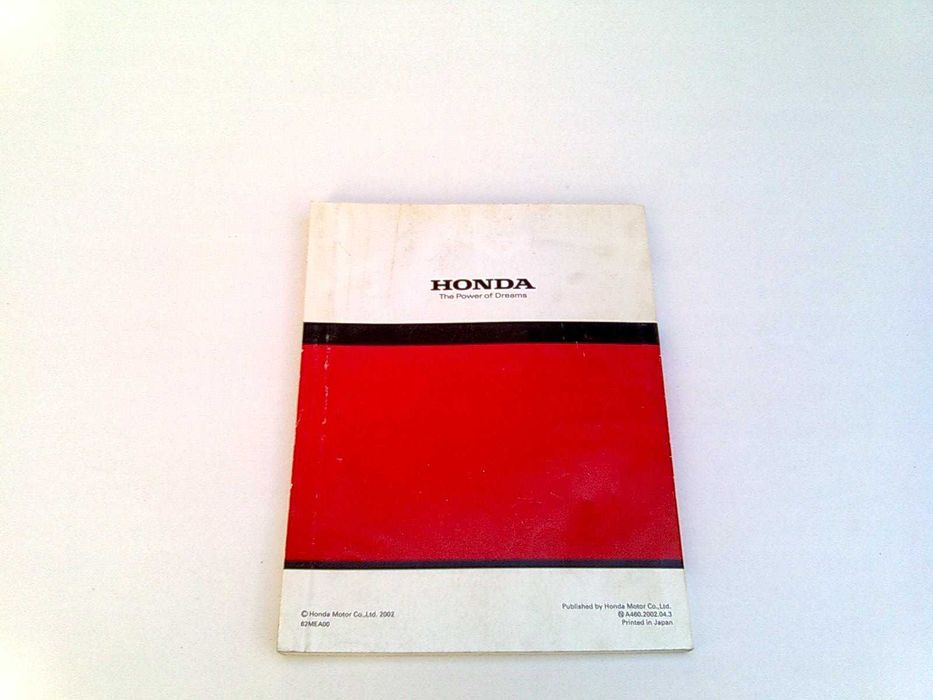 HONDA
The Power of Dreams
© Honda Motor Co.,Ltd. 2002
62MEA00
Published by Honda Motor Co.,Ltd.
Ⓝ A460.2002.04.3
Printed in Japan